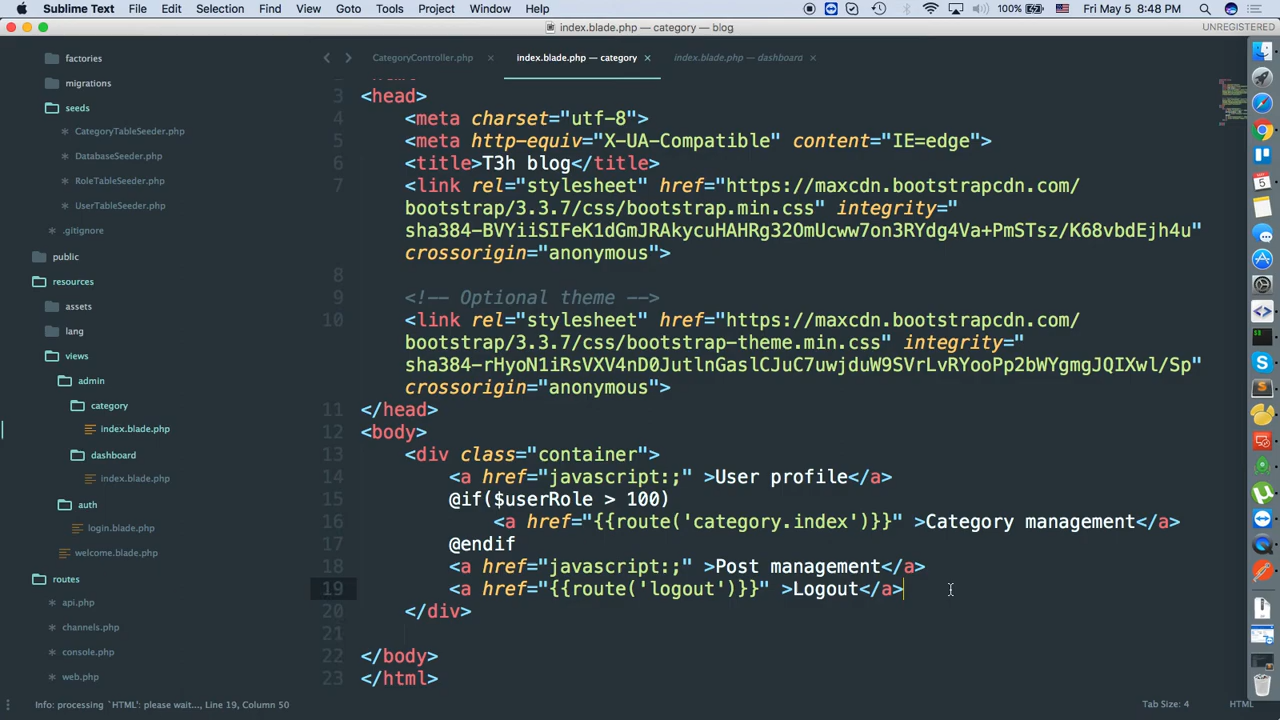 Sublime Text File Edit Selection Find View Goto Tools Project Window Help 100% Fri May 5 8:48 PM
index.blade.php — category — blog UNREGISTERED
CategoryController.php × index.blade.php — category × index.blade.php — dashboard ×
factories
migrations
seeds
CategoryTableSeeder.php
DatabaseSeeder.php
RoleTableSeeder.php
UserTableSeeder.php
.gitignore
public
resources
assets
lang
views
admin
category
index.blade.php
dashboard
index.blade.php
auth
login.blade.php
welcome.blade.php
routes
api.php
channels.php
console.php
web.php
3 <head>
4 <meta charset="utf-8">
5 <meta http-equiv="X-UA-Compatible" content="IE=edge">
6 <title>T3h blog</title>
7 <link rel="stylesheet" href="https://maxcdn.bootstrapcdn.com/
bootstrap/3.3.7/css/bootstrap.min.css" integrity="
sha384-BVYiiSIFeK1dGmJRAkycuHAHRg32OmUcww7on3RYdg4Va+PmSTsz/K68vbdEjh4u"
crossorigin="anonymous">
8
9 <!-- Optional theme -->
10 <link rel="stylesheet" href="https://maxcdn.bootstrapcdn.com/
bootstrap/3.3.7/css/bootstrap-theme.min.css" integrity="
sha384-rHyoN1iRsVXV4nD0JutlnGaslCJuC7uwjduW9SVrLvRYooPp2bWYgmgJQIXwl/Sp"
crossorigin="anonymous">
11 </head>
12 <body>
13 <div class="container">
14 <a href="javascript:;" >User profile</a>
15 @if($userRole > 100)
16 <a href="{{route('category.index')}}" >Category management</a>
17 @endif
18 <a href="javascript:;" >Post management</a>
19 <a href="{{route('logout')}}" >Logout</a>
20 </div>
21
22 </body>
23 </html>
Info: processing `HTML': please wait..., Line 19, Column 50 Tab Size: 4 HTML